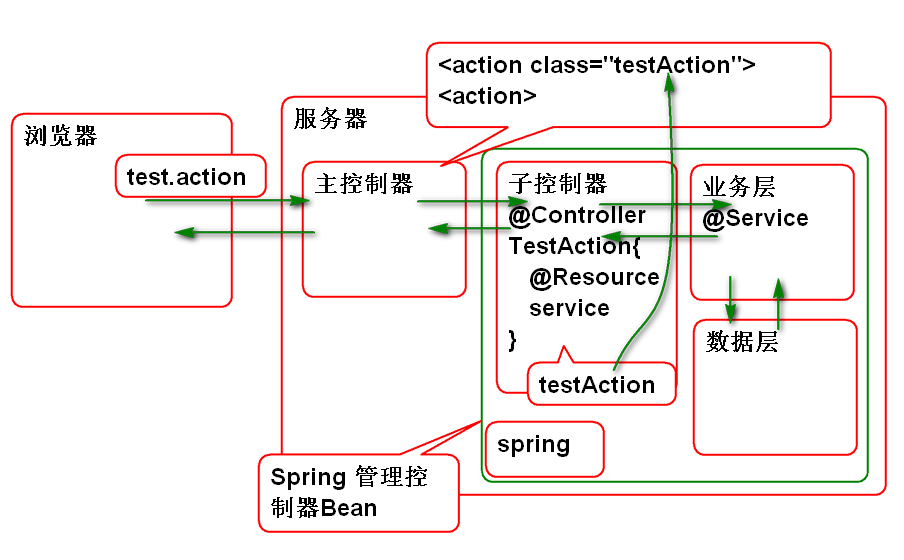 <action class="testAction">
<action>
服务器
浏览器
test.action
主控制器
子控制器
@Controller
TestAction{
@Resource
service
}
testAction
业务层
@Service
数据层
spring
Spring 管理控
制器Bean